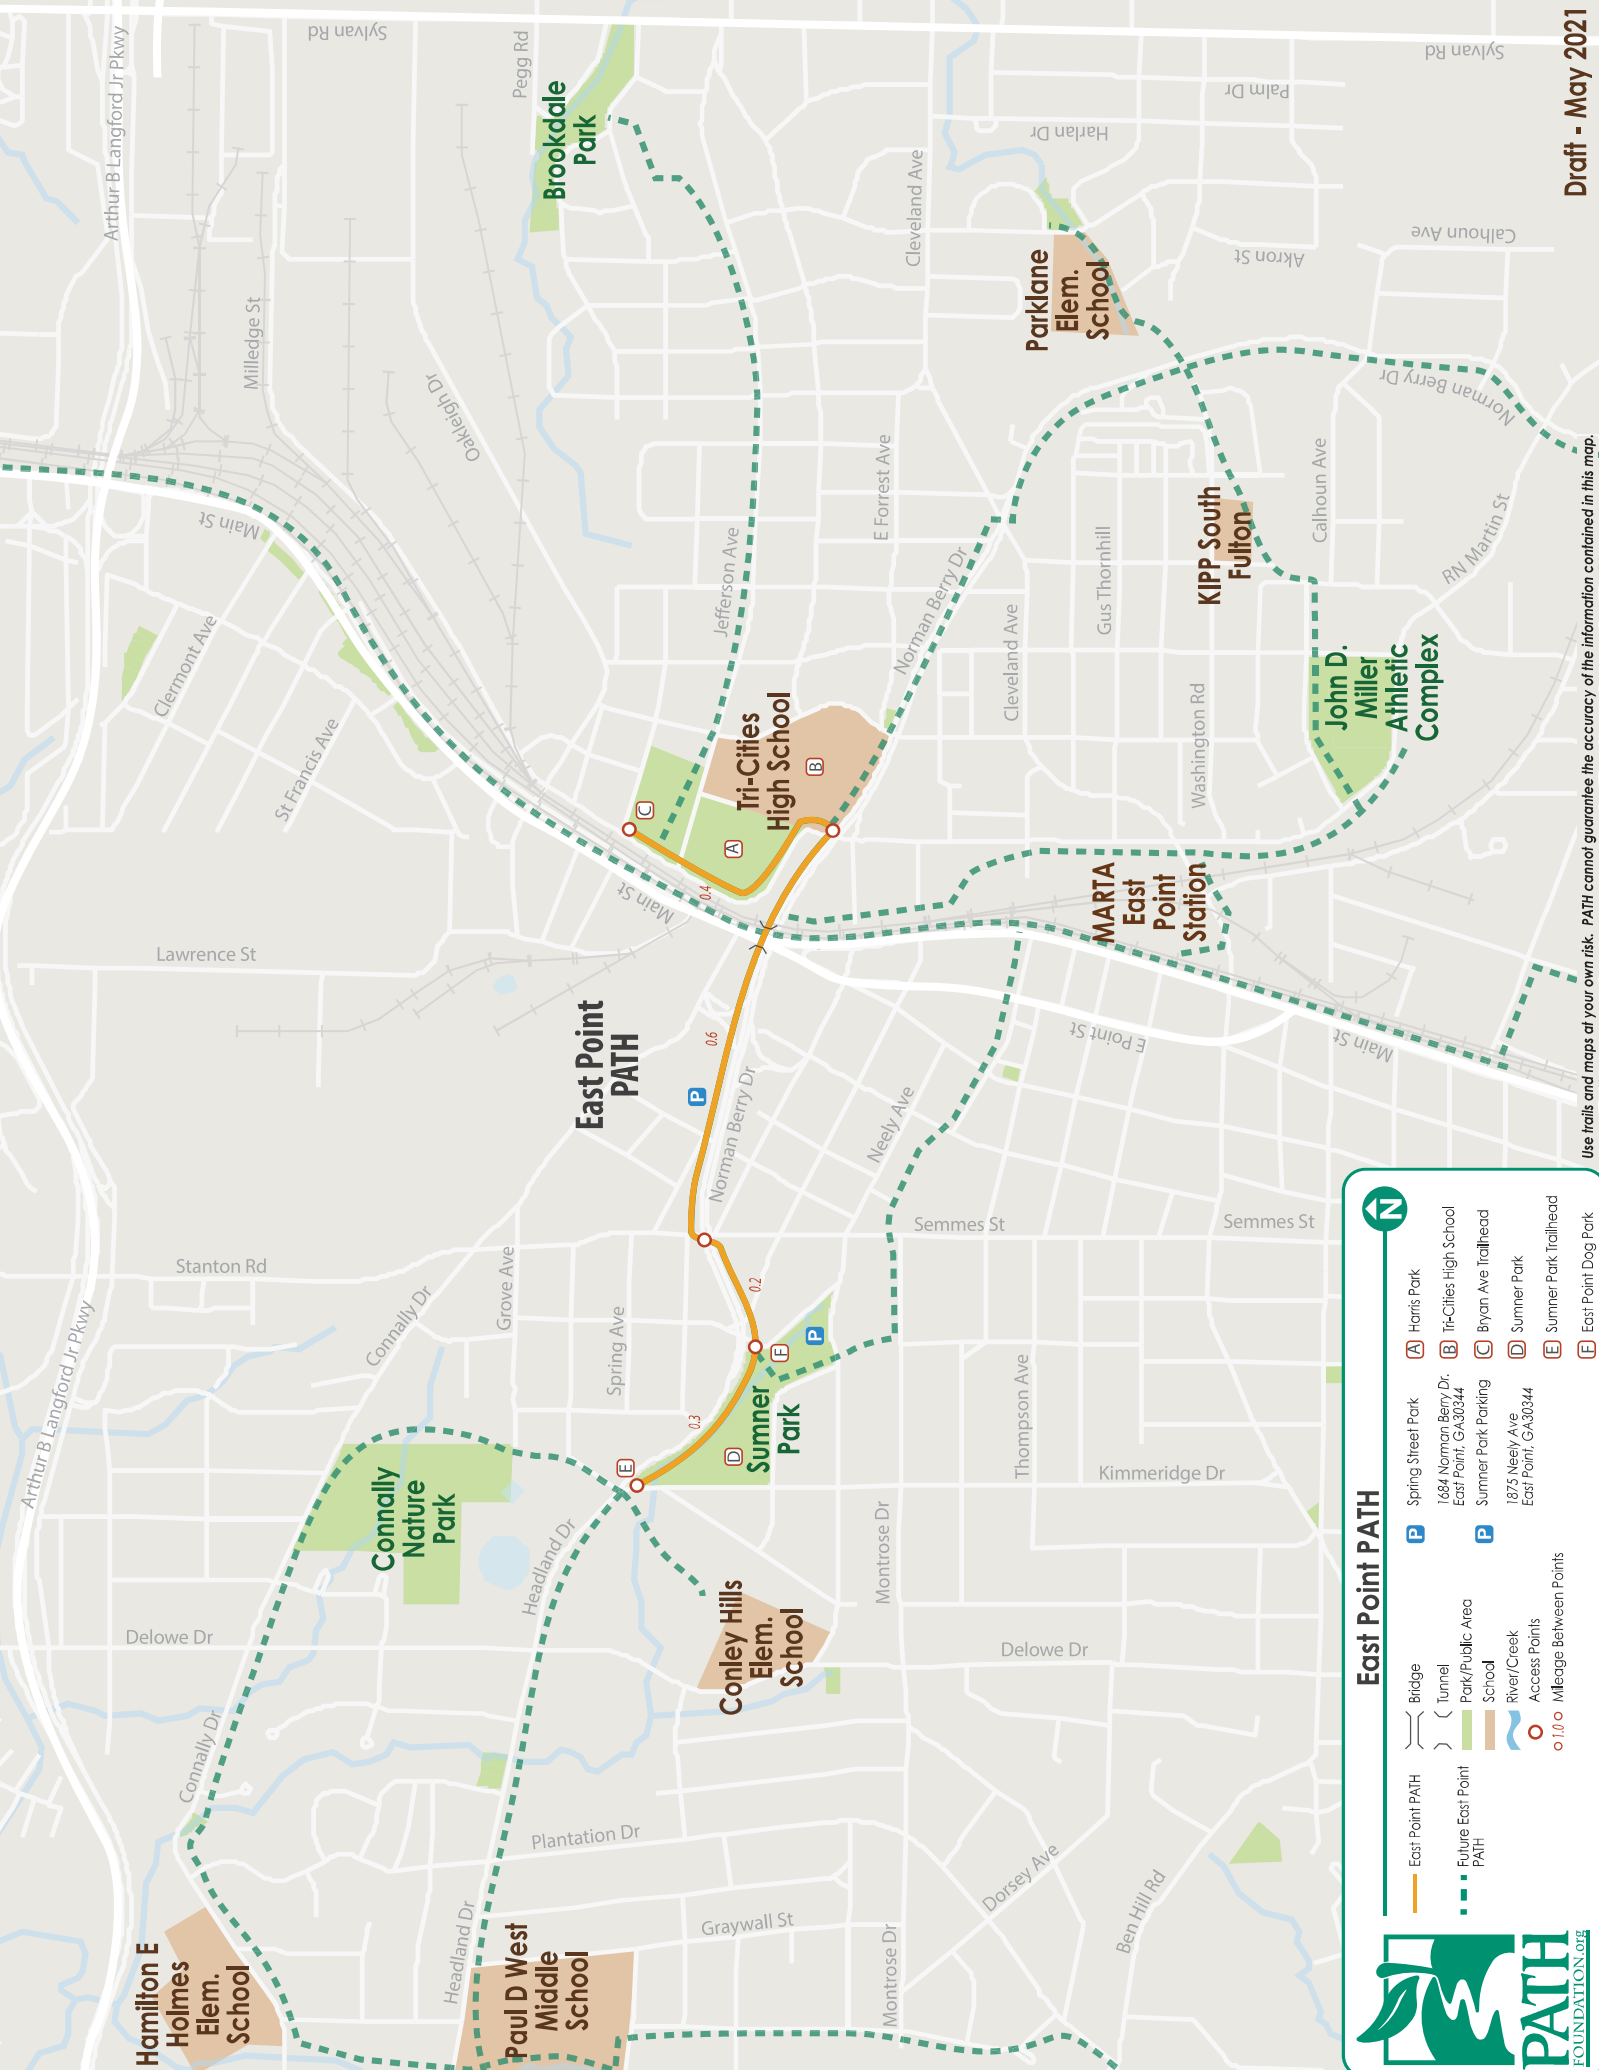 Hamilton E
Holmes
Elem.
School
Arthur B Langford Jr Pkwy
Connally Dr
Delowe Dr
Stanton Rd
Lawrence St
Clermont Ave
St Francis Ave
Main St
Milledge St
Arthur B Langford Jr Pkwy
Sylvan Rd
Paul D West
Middle
School
Headland Dr
Plantation Dr
Headland Dr
Connally
Nature
Park
Connally Dr
Grove Ave
Spring Ave
East Point
PATH
Oakleigh Dr
Pegg Rd
Brookdale
Park
Graywall St
Conley Hills
Elem.
School
E
0.3
D
Sumner
Park
F
P
0.2
Norman Berry Dr
P
0.6
Main St
0.4
C
A
Tri-Cities
High School
B
Jefferson Ave
E Forrest Ave
Cleveland Ave
Montrose Dr
Montrose Dr
Neely Ave
Norman Berry Dr
Dorsey Ave
Ben Hill Rd
Delowe Dr
Thompson Ave
Kimmeridge Dr
Semmes St
Semmes St
E Point St
Main St
MARTA
East
Point
Station
Cleveland Ave
Washington Rd
Gus Thornhill
KIPP South
Fulton
Calhoun Ave
Parklane
Elem.
School
Harlan Dr
Palm Dr
Akron St
Calhoun Ave
Sylvan Rd
Norman Berry Dr
RN Martin St
John D.
Miller
Athletic
Complex
Draft - May 2021
Use trails and maps at your own risk. PATH cannot guarantee the accuracy of the information contained in this map.
PATH
FOUNDATION.org
East Point PATH
N
East Point PATH
Future East Point
PATH
Bridge
Tunnel
Park/Public Area
School
River/Creek
Access Points
1.0 Mileage Between Points
P Spring Street Park
1684 Norman Berry Dr.
East Point, GA30344
P Sumner Park Parking
1875 Neely Ave
East Point, GA30344
A Harris Park
B Tri-Cities High School
C Bryan Ave Trailhead
D Sumner Park
E Sumner Park Trailhead
F East Point Dog Park